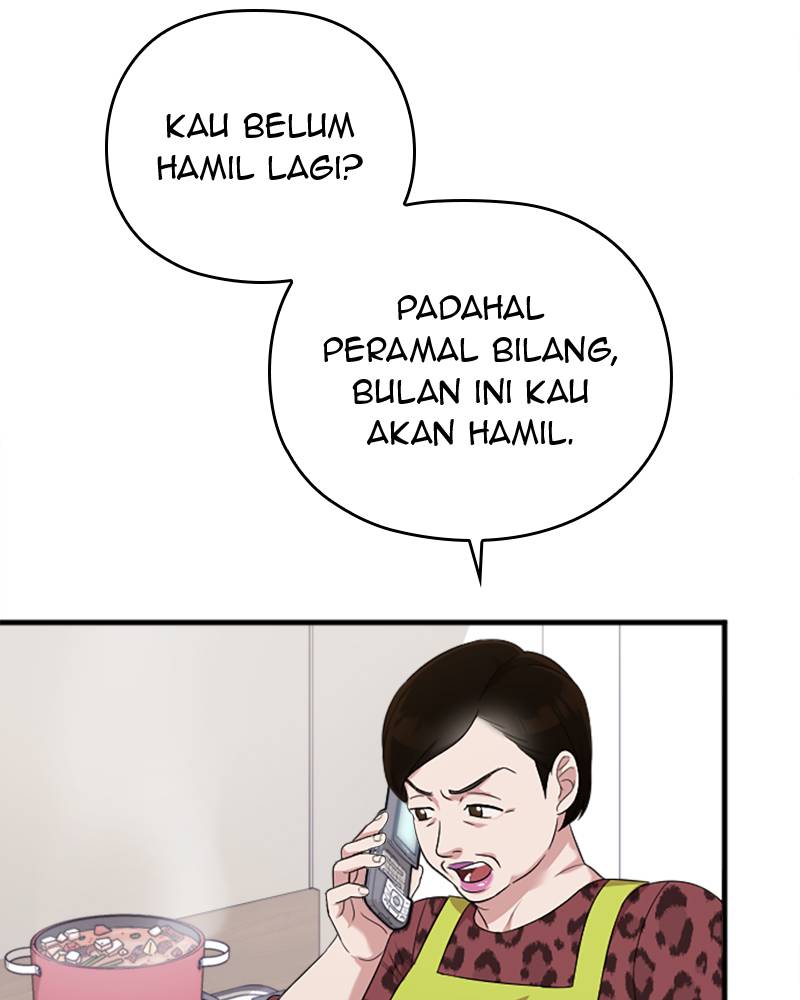 KAU BELUM
HAMIL LAGI?
PADAHAL
PERAMAL BILANG,
BULAN INI KAU
AKAN HAMIL.